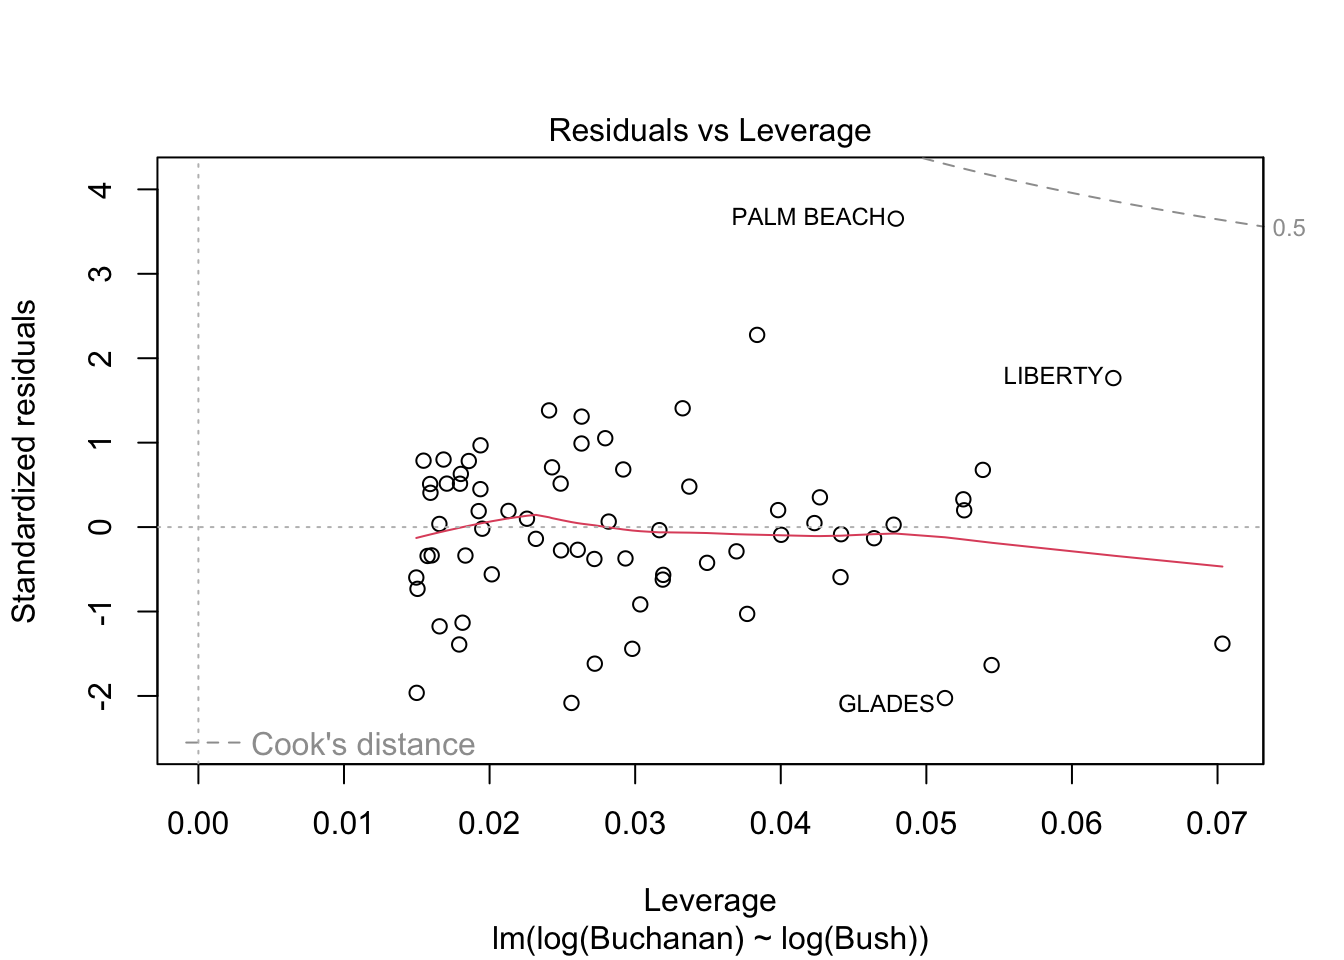 Residuals vs Leverage
Standardized residuals
4
3
2
1
0
-1
-2
PALM BEACH
0.5
LIBERTY
GLADES
Cook's distance
0.00 0.01 0.02 0.03 0.04 0.05 0.06 0.07
Leverage
lm(log(Buchanan) ~ log(Bush))